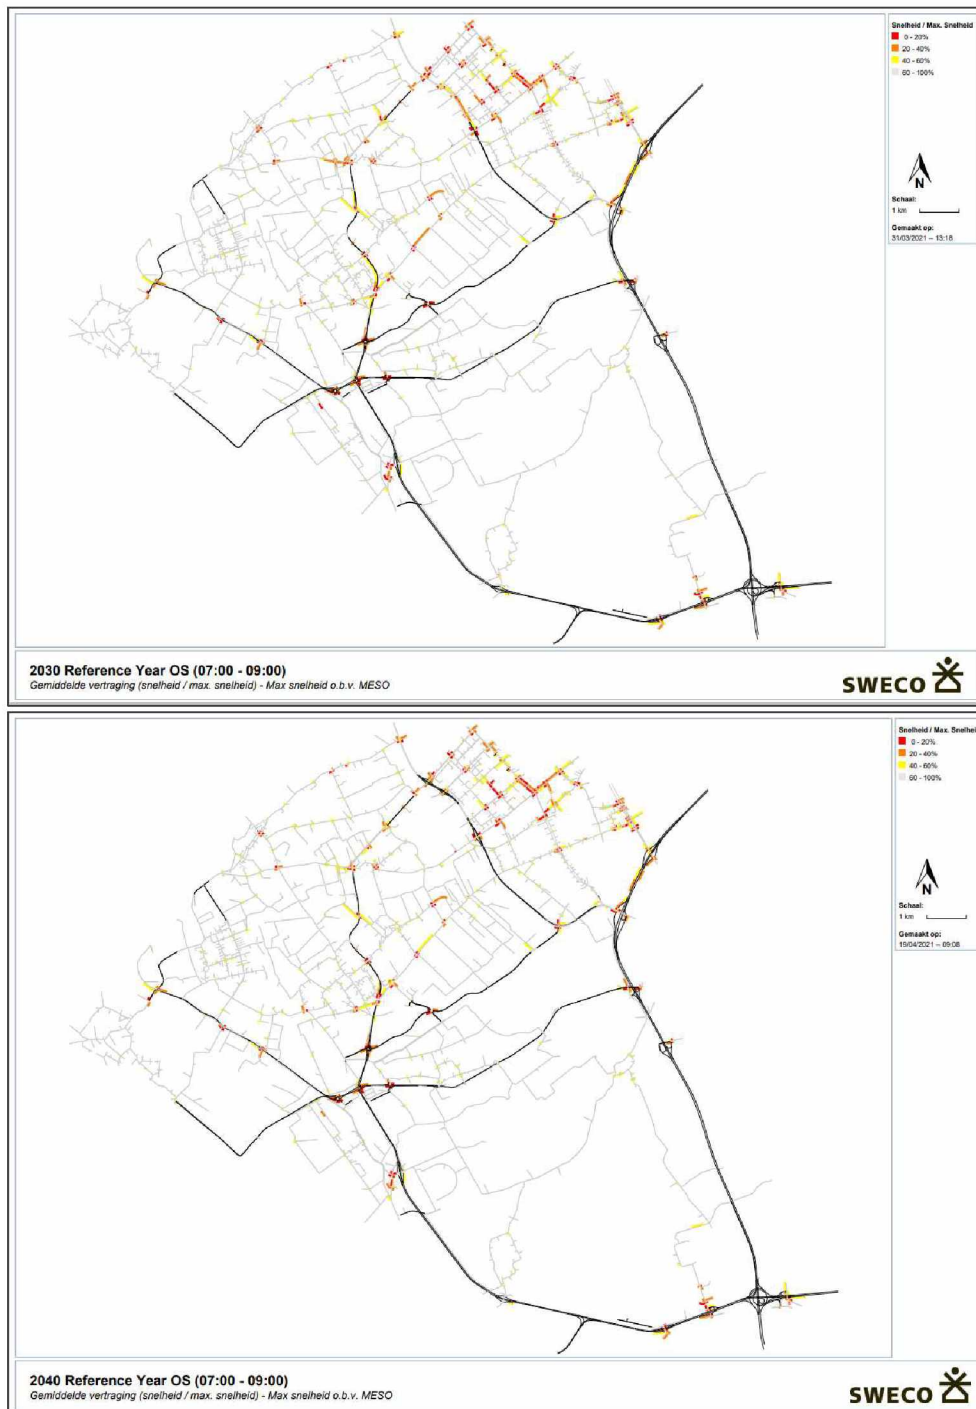 Snelheid / Max. Snelheid
0 - 20%
20 - 40%
40 - 60%
60 - 100%
N
Schaal:
1 km
Gemaakt op:
31/03/2021 – 13:18
2030 Reference Year OS (07:00 - 09:00)
Gemiddelde vertraging (snelheid / max. snelheid) - Max snelheid o.b.v. MESO
SWECO
Snelheid / Max. Snelheid
0 - 20%
20 - 40%
40 - 60%
60 - 100%
N
Schaal:
1 km
Gemaakt op:
19/04/2021 – 09:08
2040 Reference Year OS (07:00 - 09:00)
Gemiddelde vertraging (snelheid / max. snelheid) - Max snelheid o.b.v. MESO
SWECO